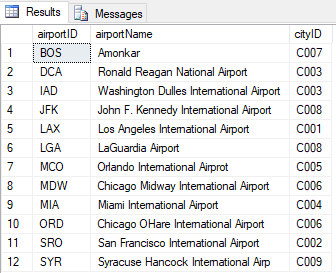 Results Messages
airportID airportName cityID
1 BOS Amonkar C007
2 DCA Ronald Reagan National Airport C003
3 IAD Washington Dulles International Airport C003
4 JFK John F. Kennedy International Airport C008
5 LAX Los Angeles International Airport C001
6 LGA LaGuardia Airport C008
7 MCO Orlando International Airprot C005
8 MDW Chicago Midway International Airport C006
9 MIA Miami International Airport C004
10 ORD Chicago OHare International Airport C006
11 SRO San Francisco International Airport C002
12 SYR Syracuse Hancock International Airp C009